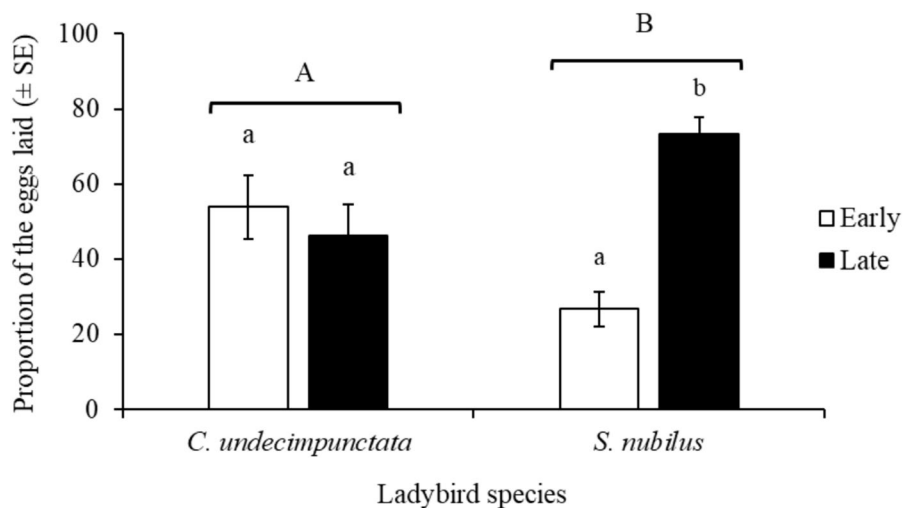 Proportion of the eggs laid (± SE)
100
80
60
40
20
0
A
a
a
B
a
b
Early
Late
C. undecimpunctata
S. nubilus
Ladybird species